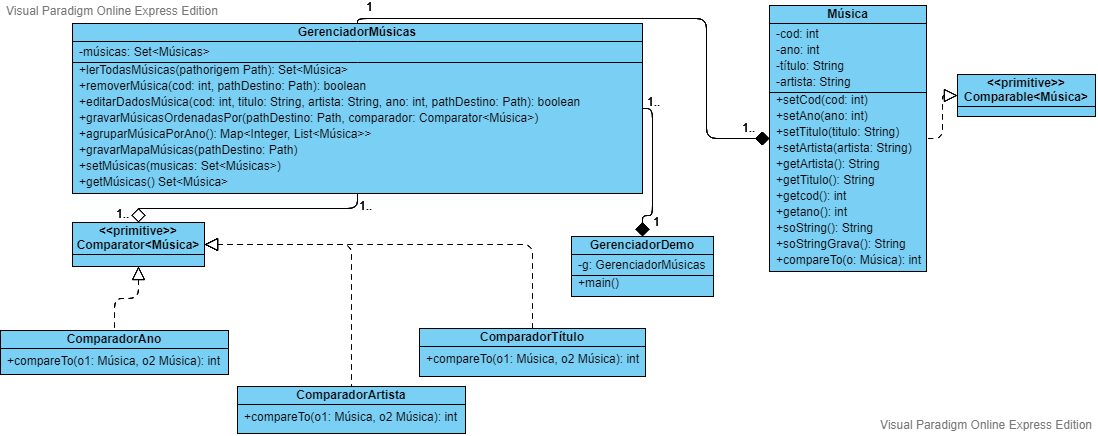 Visual Paradigm Online Express Edition
GerenciadorMúsicas
-músicas: Set<Músicas>
+lerTodasMúsicas(pathorigem Path): Set<Música>
+removerMúsica(cod: int, pathDestino: Path): boolean
+editarDadosMúsica(cod: int, titulo: String, artista: String, ano: int, pathDestino: Path): boolean
+gravarMúsicasOrdenadasPor(pathDestino: Path, comparador: Comparator<Música>)
+agruparMúsicaPorAno(): Map<Integer, List<Música>>
+gravarMapaMúsicas(pathDestino: Path)
+setMúsicas(musicas: Set<Músicas>)
+getMúsicas() Set<Música>
1
1..
Música
-cod: int
-ano: int
-título: String
-artista: String
+setCod(cod: int)
+setAno(ano: int)
+setTitulo(titulo: String)
+setArtista(artista: String)
+getArtista(): String
+getTitulo(): String
+getcod(): int
+getano(): int
+soString(): String
+soStringGrava(): String
+compareTo(o: Música): int
<<primitive>>
Comparable<Música>
1..
1
1..
1..
<<primitive>>
Comparator<Música>
GerenciadorDemo
-g: GerenciadorMúsicas
+main()
ComparadorAno
+compareTo(o1: Música, o2 Música): int
ComparadorTítulo
+compareTo(o1: Música, o2 Música): int
ComparadorArtista
+compareTo(o1: Música, o2 Música): int
Visual Paradigm Online Express Edition